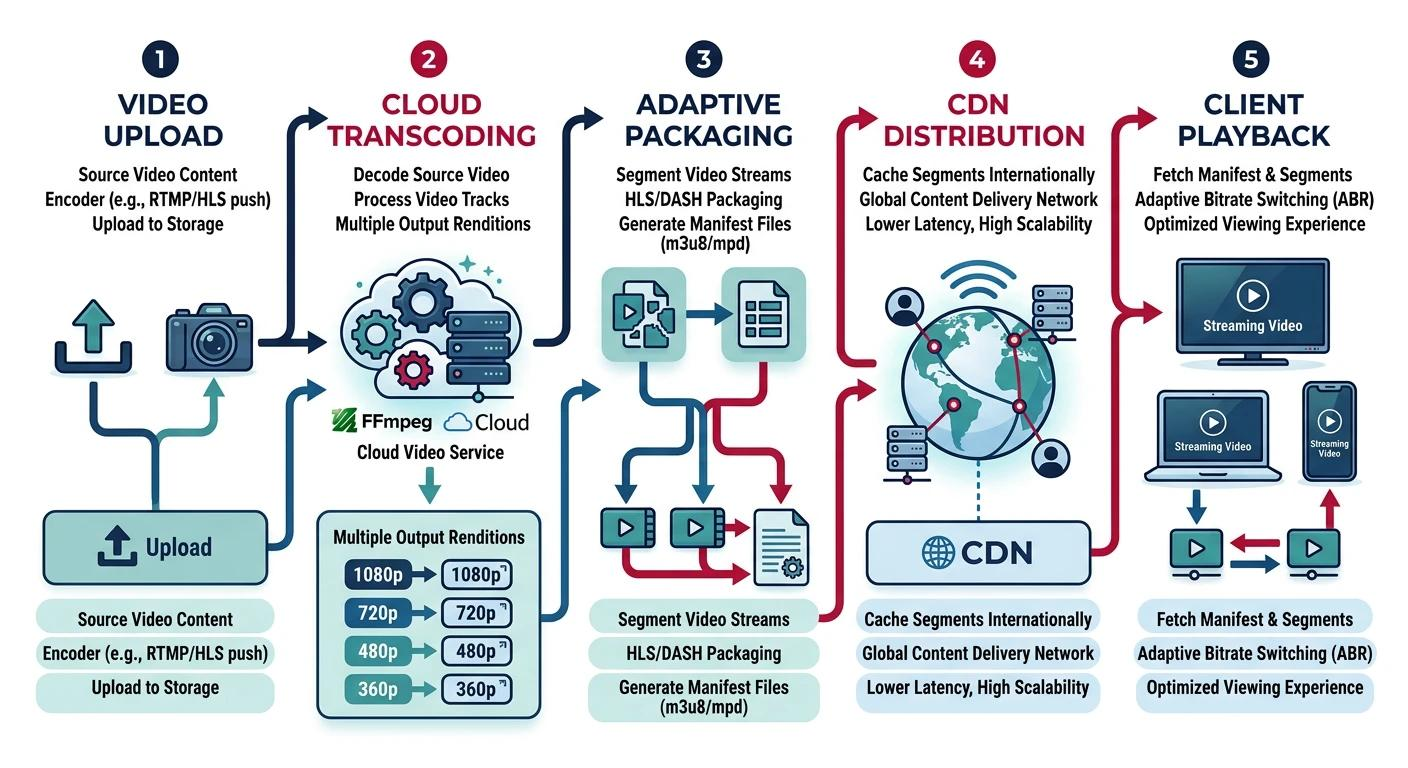 1
VIDEO
UPLOAD
Source Video Content
Encoder (e.g., RTMP/HLS push)
Upload to Storage
Upload
Source Video Content
Encoder (e.g., RTMP/HLS push)
Upload to Storage
2
CLOUD
TRANSCODING
Decode Source Video
Process Video Tracks
Multiple Output Renditions
FFmpeg Cloud
Cloud Video Service
Multiple Output Renditions
1080p 1080p
720p 720p
480p 480p
360p 360p
3
ADAPTIVE
PACKAGING
Segment Video Streams
HLS/DASH Packaging
Generate Manifest Files
(m3u8/mpd)
Segment Video Streams
HLS/DASH Packaging
Generate Manifest Files
(m3u8/mpd)
4
CDN
DISTRIBUTION
Cache Segments Internationally
Global Content Delivery Network
Lower Latency, High Scalability
CDN
Cache Segments Internationally
Global Content Delivery Network
Lower Latency, High Scalability
5
CLIENT
PLAYBACK
Fetch Manifest & Segments
Adaptive Bitrate Switching (ABR)
Optimized Viewing Experience
Streaming Video
Streaming Video
Streaming
Video
Fetch Manifest & Segments
Adaptive Bitrate Switching (ABR)
Optimized Viewing Experience